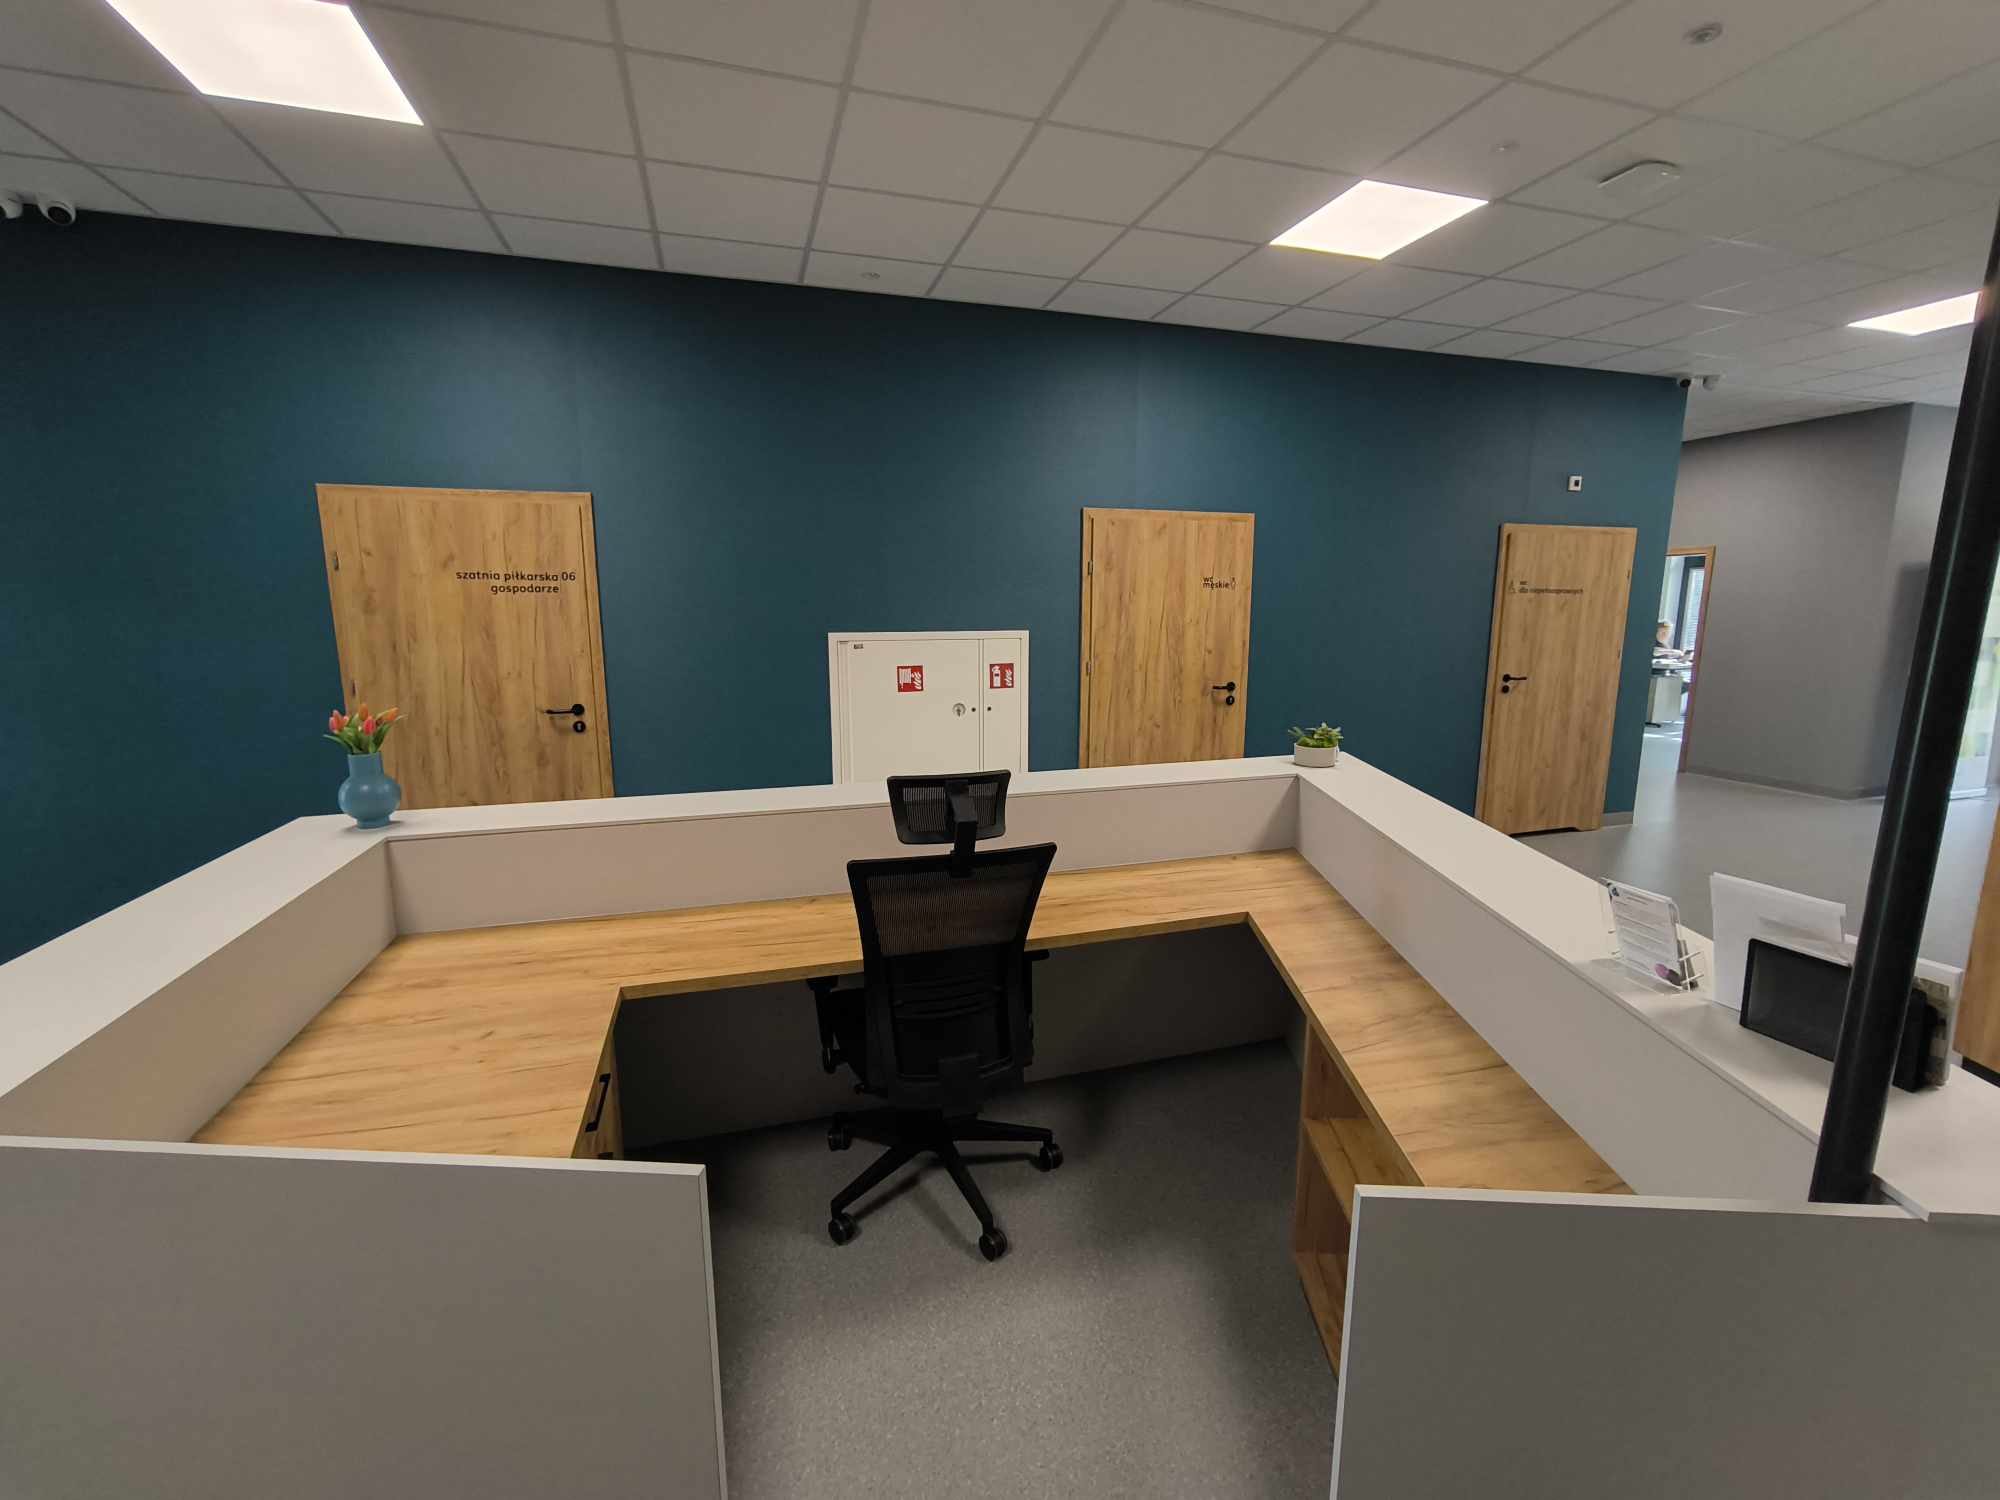 szatnia piłkarska 06
gospodarze
wc
męskie
wc
dla niepełnosprawnych